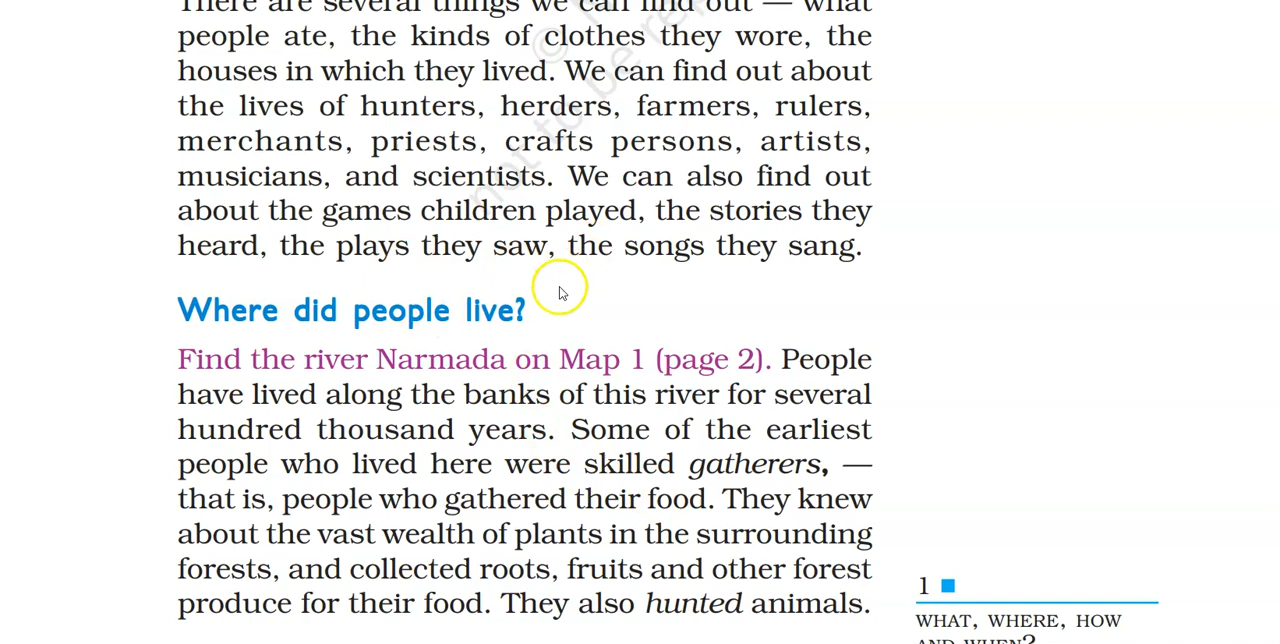 There are several things we can find out — what
people ate, the kinds of clothes they wore, the
houses in which they lived. We can find out about
the lives of hunters, herders, farmers, rulers,
merchants, priests, crafts persons, artists,
musicians, and scientists. We can also find out
about the games children played, the stories they
heard, the plays they saw, the songs they sang.
Where did people live?
Find the river Narmada on Map 1 (page 2). People
have lived along the banks of this river for several
hundred thousand years. Some of the earliest
people who lived here were skilled gatherers, —
that is, people who gathered their food. They knew
about the vast wealth of plants in the surrounding
forests, and collected roots, fruits and other forest
produce for their food. They also hunted animals.
1
WHAT, WHERE, HOW
AND WHEN?
not to be